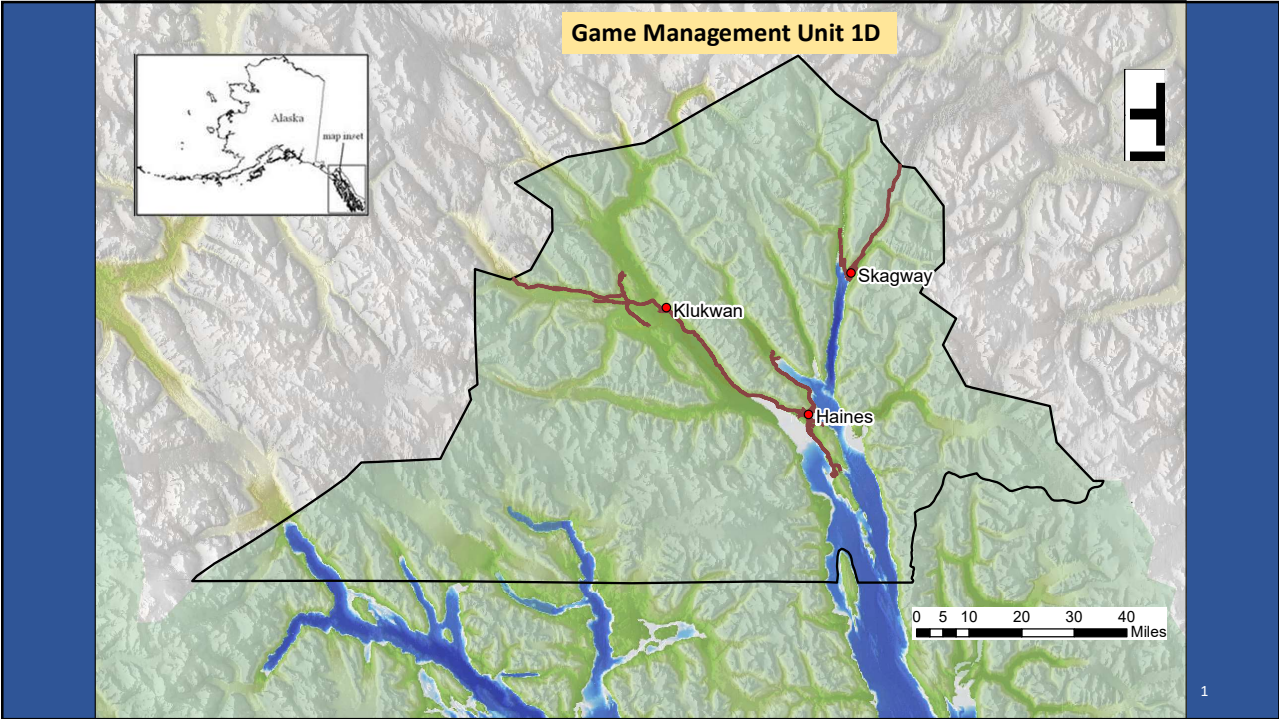 Game Management Unit 1D
Alaska
map inset
Skagway
Klukwan
Haines
0 5 10 20 30 40
Miles
1